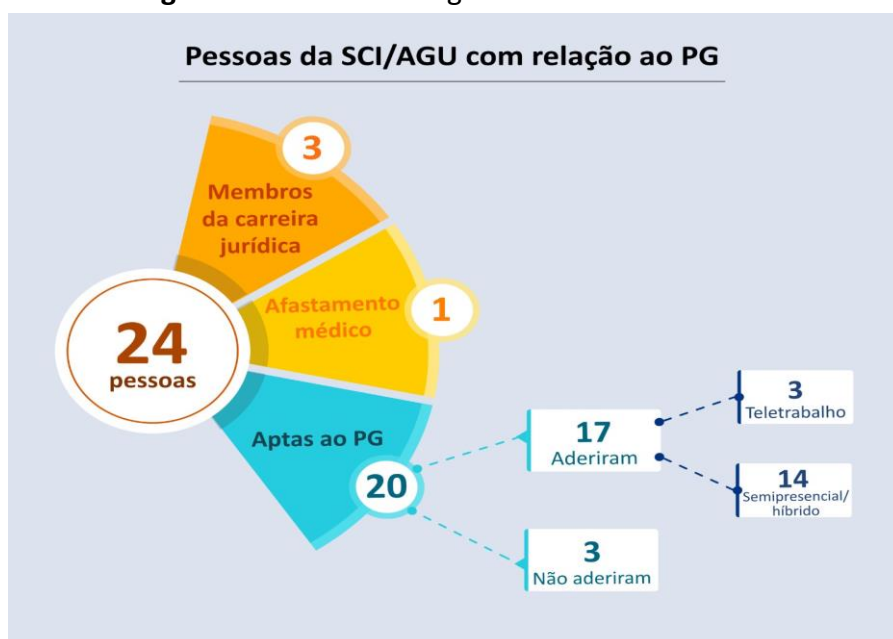 Pessoas da SCI/AGU com relação ao PG
3
Membros
da carreira
jurídica
Afastamento
médico
1
24
pessoas
Aptas ao PG
20
17
Aderiram
3
Teletrabalho
14
Semipresencial/
híbrido
3
Não aderiram